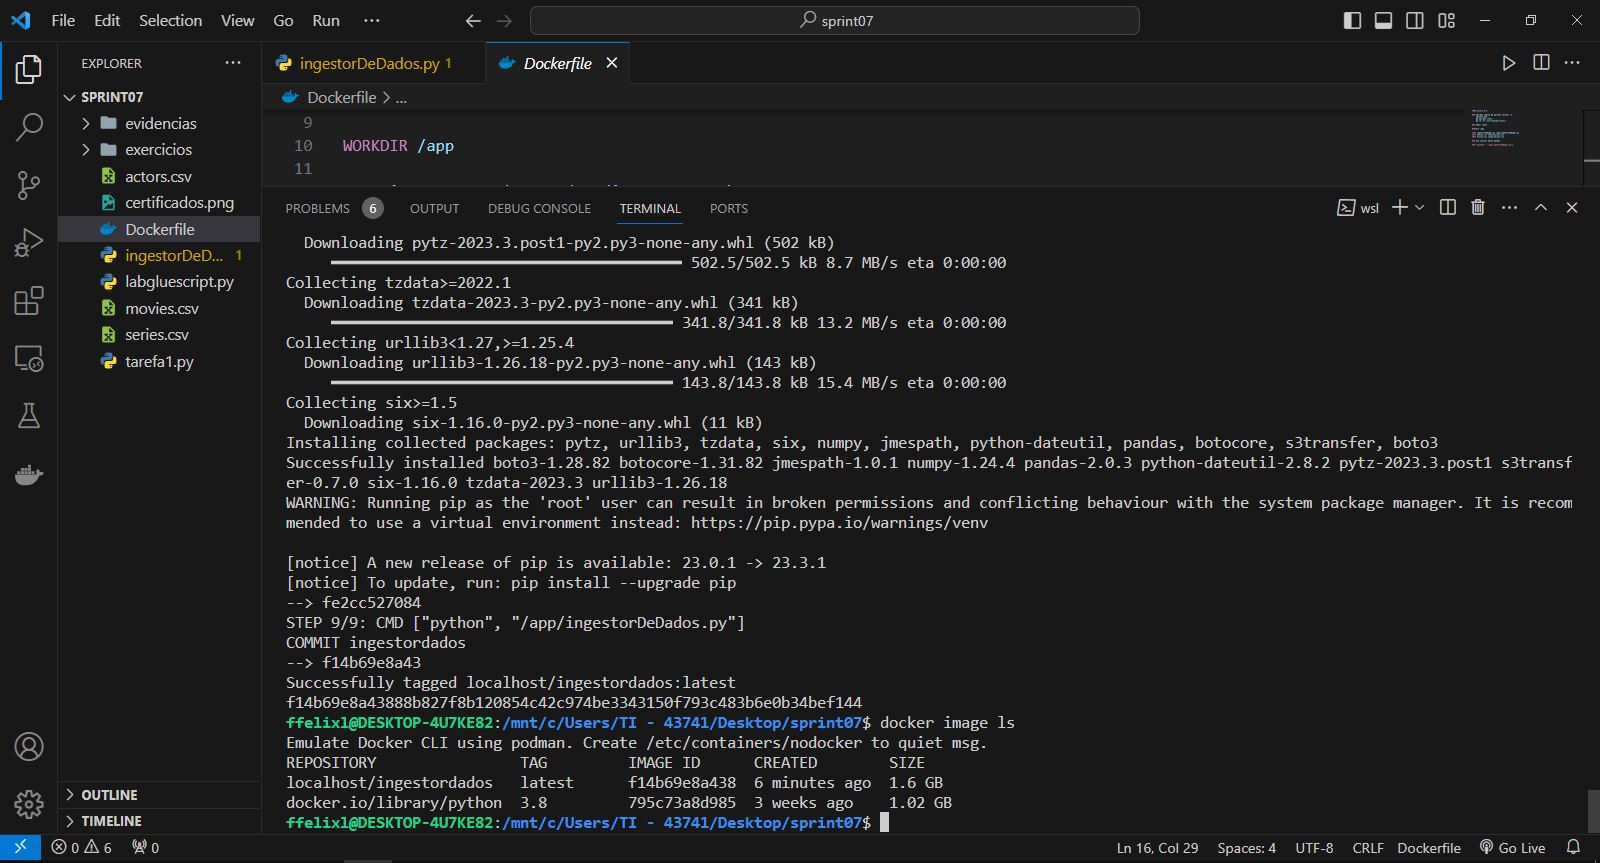 File Edit Selection View Go Run ···
sprint07
EXPLORER ···
SPRINT07
evidencias
exercicios
actors.csv
certificados.png
Dockerfile
ingestorDeD... 1
labgluescript.py
movies.csv
series.csv
tarefa1.py
OUTLINE
TIMELINE
ingestorDeDados.py 1 Dockerfile
Dockerfile > ...
9
10 WORKDIR /app
11
PROBLEMS 6 OUTPUT DEBUG CONSOLE TERMINAL PORTS wsl
Downloading pytz-2023.3.post1-py2.py3-none-any.whl (502 kB)
502.5/502.5 kB 8.7 MB/s eta 0:00:00
Collecting tzdata>=2022.1
Downloading tzdata-2023.3-py2.py3-none-any.whl (341 kB)
341.8/341.8 kB 13.2 MB/s eta 0:00:00
Collecting urllib3<1.27,>=1.25.4
Downloading urllib3-1.26.18-py2.py3-none-any.whl (143 kB)
143.8/143.8 kB 15.4 MB/s eta 0:00:00
Collecting six>=1.5
Downloading six-1.16.0-py2.py3-none-any.whl (11 kB)
Installing collected packages: pytz, urllib3, tzdata, six, numpy, jmespath, python-dateutil, pandas, botocore, s3transfer, boto3
Successfully installed boto3-1.28.82 botocore-1.31.82 jmespath-1.0.1 numpy-1.24.4 pandas-2.0.3 python-dateutil-2.8.2 pytz-2023.3.post1 s3transf
er-0.7.0 six-1.16.0 tzdata-2023.3 urllib3-1.26.18
WARNING: Running pip as the 'root' user can result in broken permissions and conflicting behaviour with the system package manager. It is recom
mended to use a virtual environment instead: https://pip.pypa.io/warnings/venv
[notice] A new release of pip is available: 23.0.1 -> 23.3.1
[notice] To update, run: pip install --upgrade pip
--> fe2cc527084
STEP 9/9: CMD ["python", "/app/ingestorDeDados.py"]
COMMIT ingestordados
--> f14b69e8a43
Successfully tagged localhost/ingestordados:latest
f14b69e8a43888b827f8b120854c42c974be3343150f793c483b6e0b34bef144
ffelixl@DESKTOP-4U7KE82:/mnt/c/Users/TI - 43741/Desktop/sprint07$ docker image ls
Emulate Docker CLI using podman. Create /etc/containers/nodocker to quiet msg.
REPOSITORY TAG IMAGE ID CREATED SIZE
localhost/ingestordados latest f14b69e8a438 6 minutes ago 1.6 GB
docker.io/library/python 3.8 795c73a8d985 3 weeks ago 1.02 GB
ffelixl@DESKTOP-4U7KE82:/mnt/c/Users/TI - 43741/Desktop/sprint07$
0 6 0 Ln 16, Col 29 Spaces: 4 UTF-8 CRLF Dockerfile Go Live